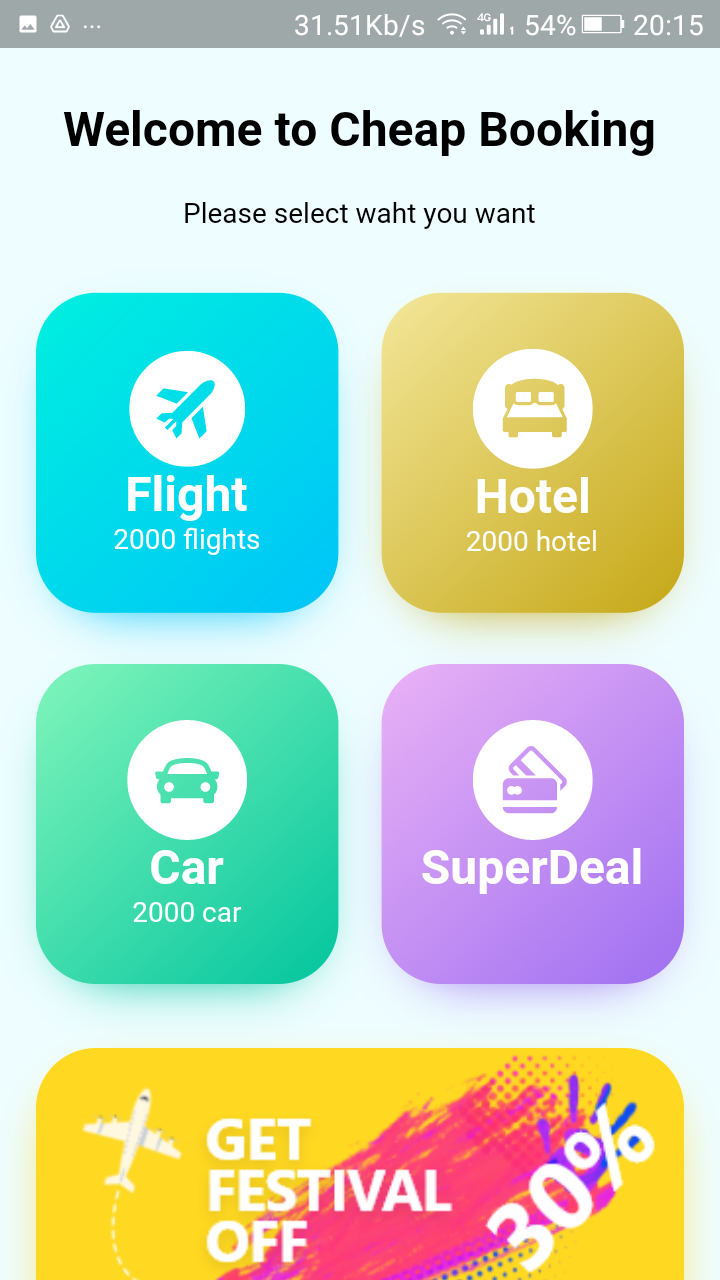 31.51Kb/s 4G 1 54% 20:15
Welcome to Cheap Booking
Please select waht you want
Flight
2000 flights
Hotel
2000 hotel
Car
2000 car
SuperDeal
GET
FESTIVAL
OFF
30%